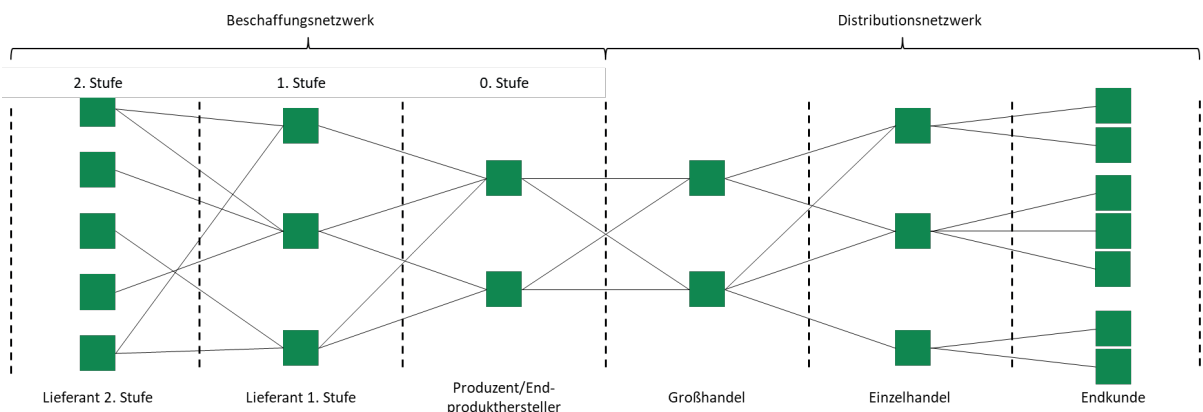 Beschaffungsnetzwerk
Distributionsnetzwerk
2. Stufe
1. Stufe
0. Stufe
Lieferant 2. Stufe
Lieferant 1. Stufe
Produzent/End-
produkthersteller
Großhandel
Einzelhandel
Endkunde